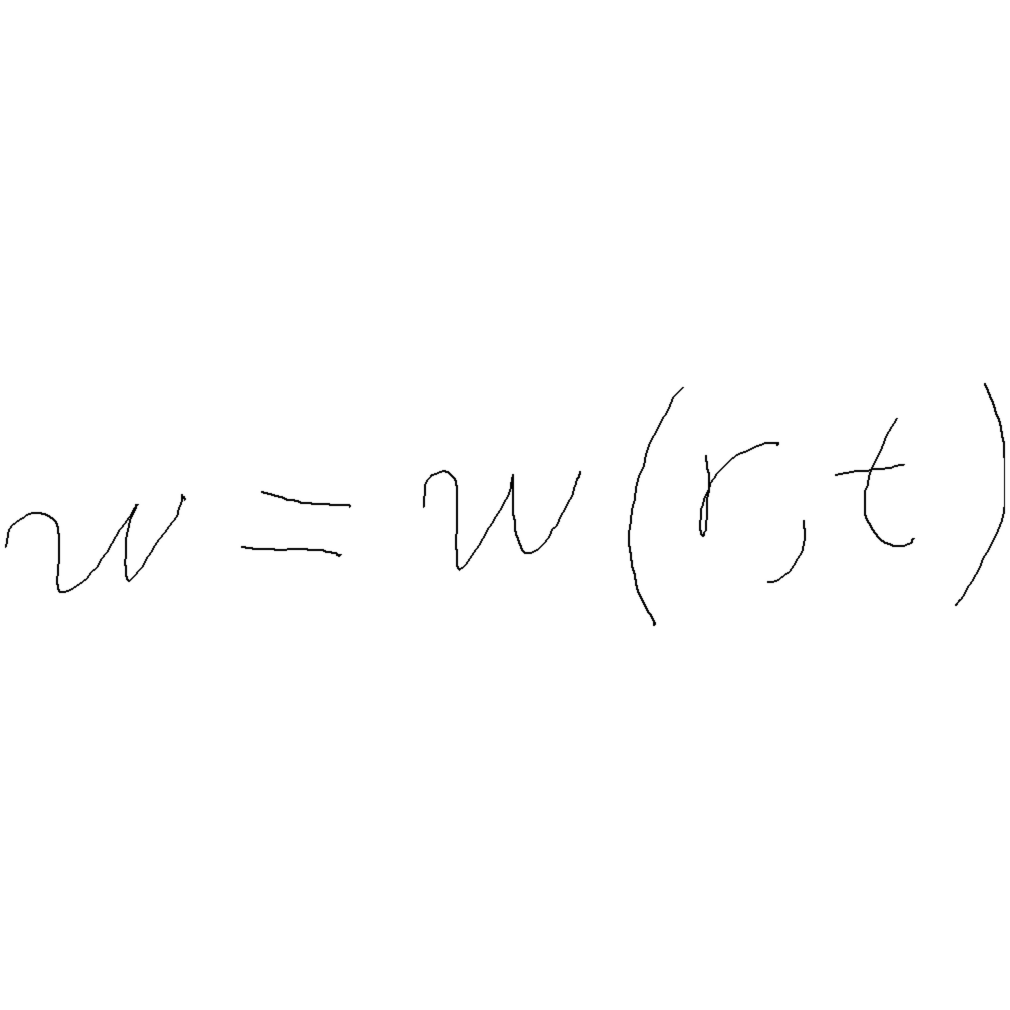 w = w(r,t)